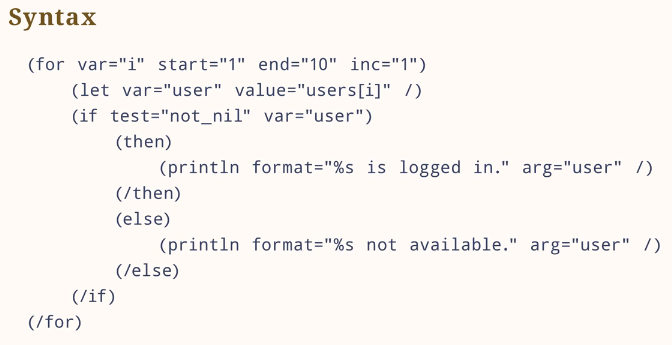 Syntax
(for var="i" start="1" end="10" inc="1")
(let var="user" value="users[i]" /)
(if test="not_nil" var="user")
(then)
(println format="%s is logged in." arg="user" /)
(/then)
(else)
(println format="%s not available." arg="user" /)
(/else)
(/if)
(/for)